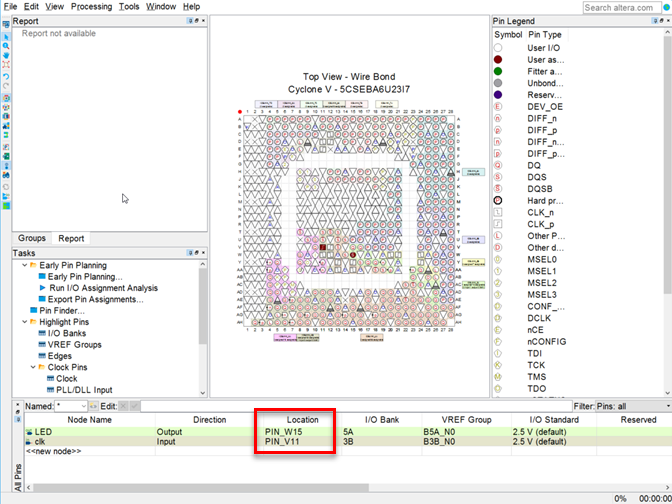 File Edit View Processing Tools Window Help
Search altera.com
Report
Report not available
Groups Report
Tasks
Early Pin Planning
Early Pin Planning...
Run I/O Assignment Analysis
Export Pin Assignments...
Pin Finder...
Highlight Pins
I/O Banks
VREF Groups
Edges
Clock Pins
Clock
PLL/DLL Input
Top View - Wire Bond
Cyclone V - 5CSEBA6U23I7
Pin Legend
Symbol Pin Type
User I/O
User as...
Fitter a...
Unbond...
Reserv...
DEV_OE
DIFF_n
DIFF_p
DIFF_n...
DIFF_p...
DQ
DQS
DQSB
Hard pr...
CLK_n
CLK_p
Other P...
Other d...
MSEL0
MSEL1
MSEL2
MSEL3
CONF_...
DCLK
nCE
nCONFIG
TDI
TCK
TMS
TDO
Named: * Edit: Filter: Pins: all
Node Name Direction Location I/O Bank VREF Group I/O Standard Reserved
LED Output PIN_W15 5A B5A_N0 2.5 V (default)
clk Input PIN_V11 3B B3B_N0 2.5 V (default)
<<new node>>
All Pins
0% 00:00:00